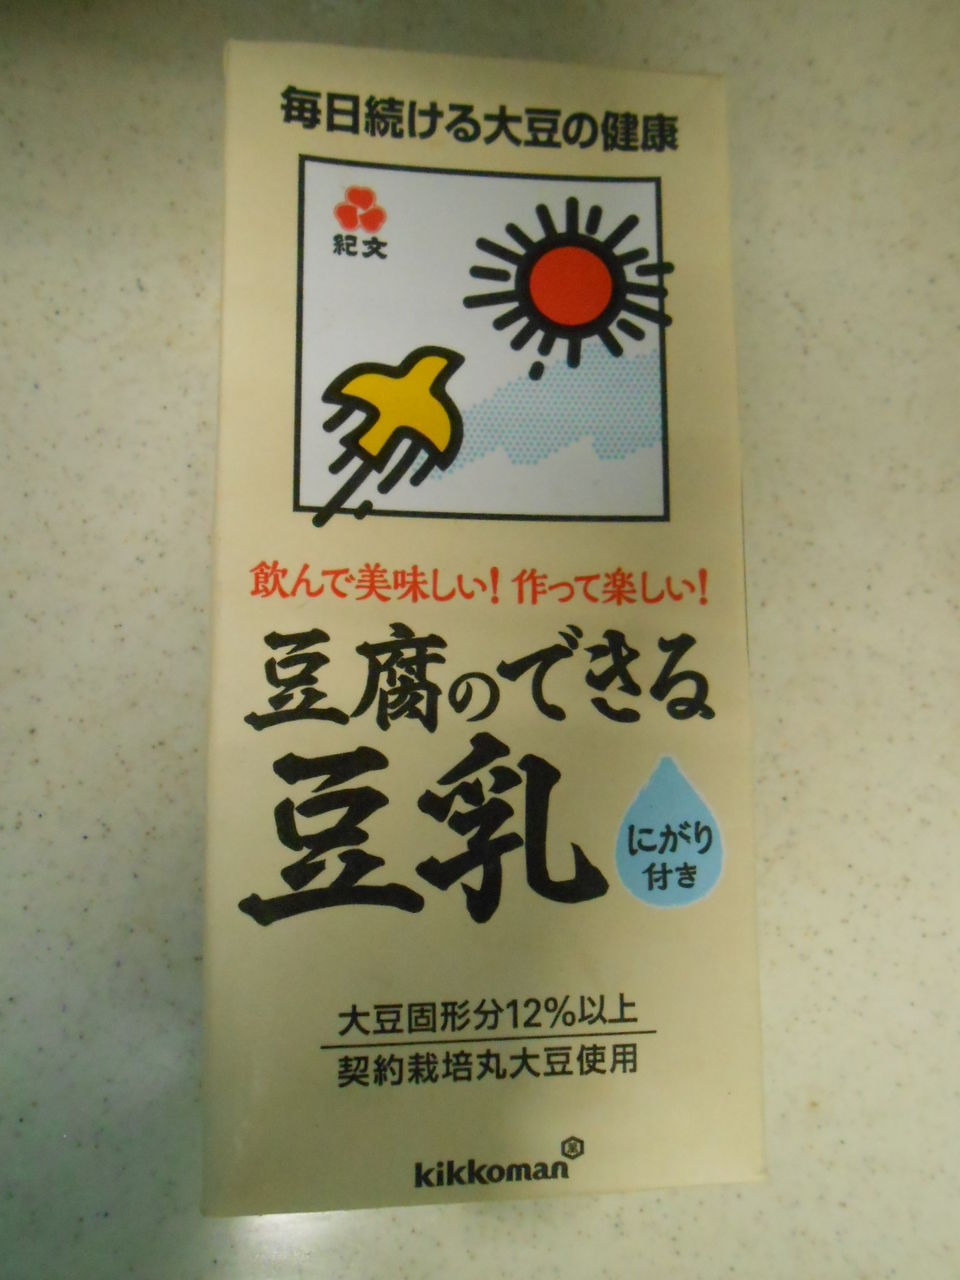 毎日続ける大豆の健康
紀文
飲んで美味しい！作って楽しい！
豆腐のできる
豆乳
にがり
付き
大豆固形分12％以上
契約栽培丸大豆使用
kikkoman